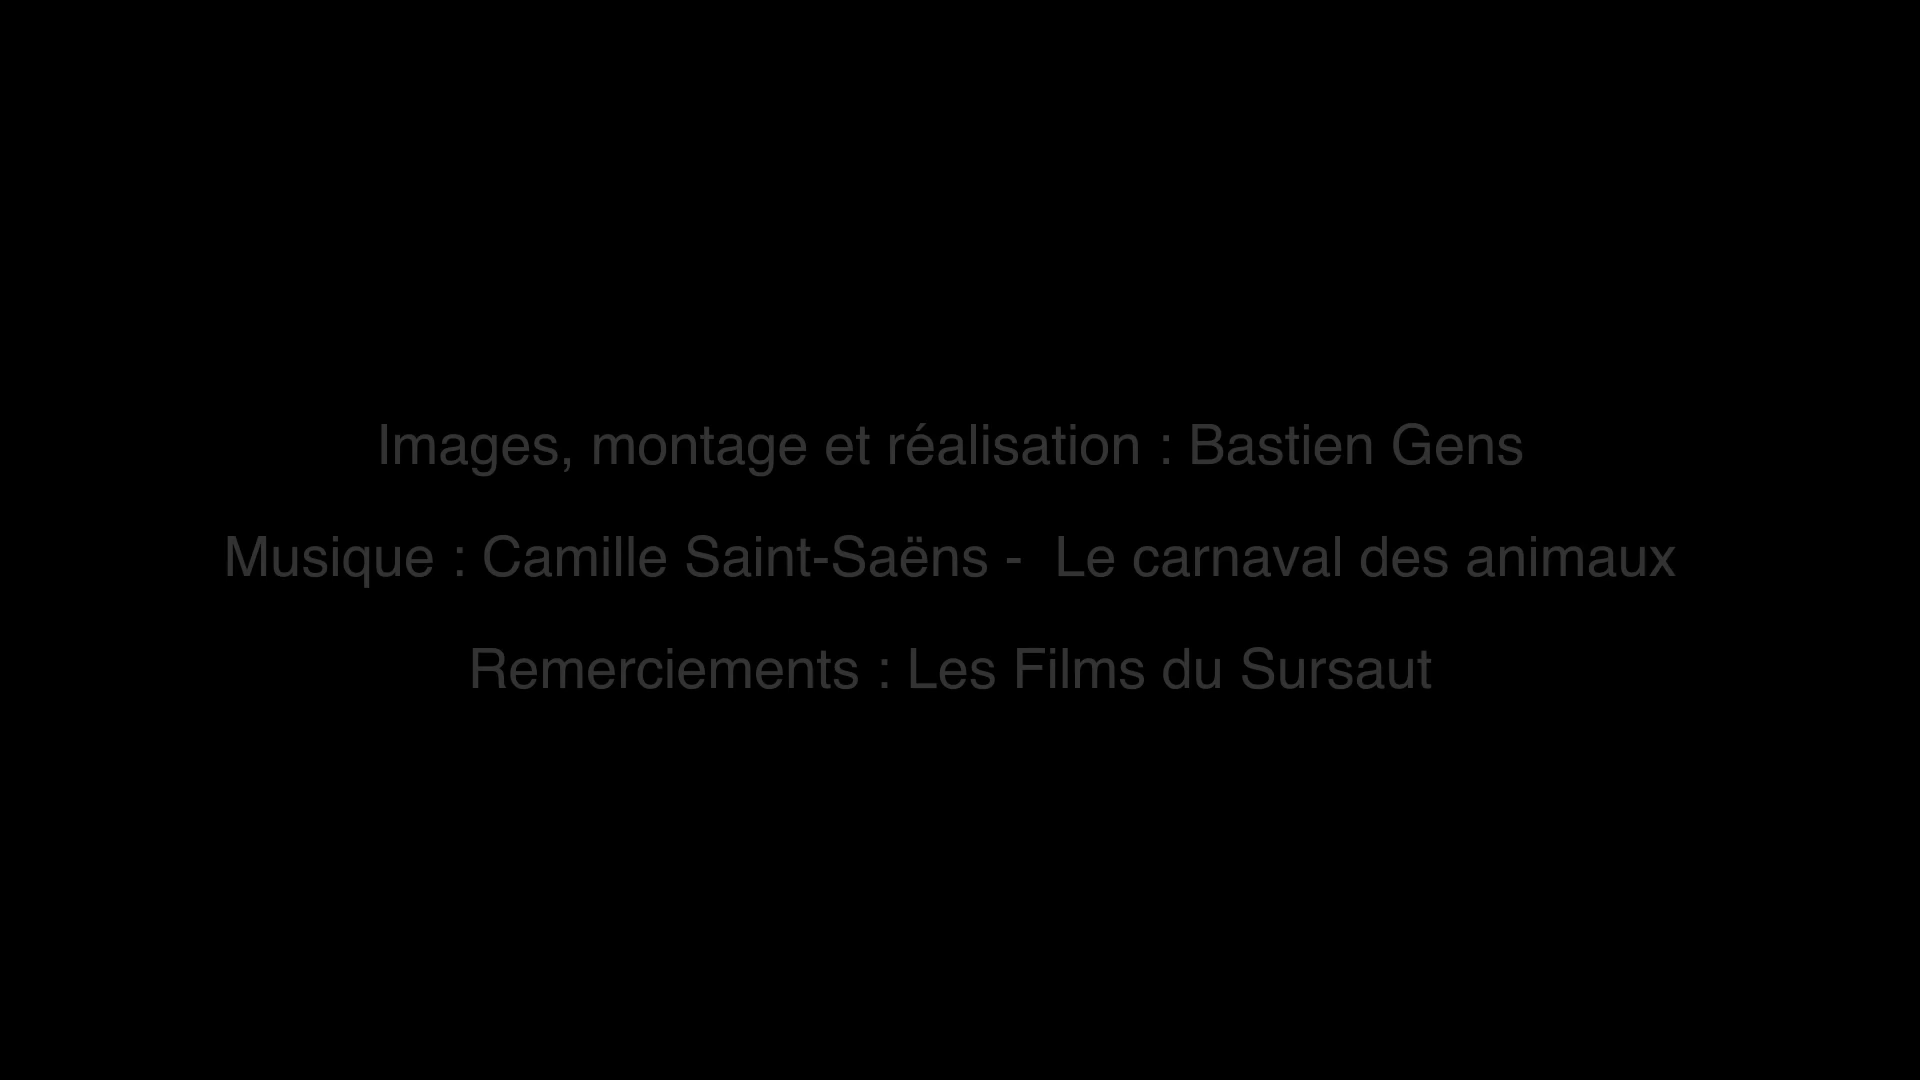 Images, montage et réalisation : Bastien Gens
Musique : Camille Saint-Saëns -  Le carnaval des animaux
Remerciements : Les Films du Sursaut